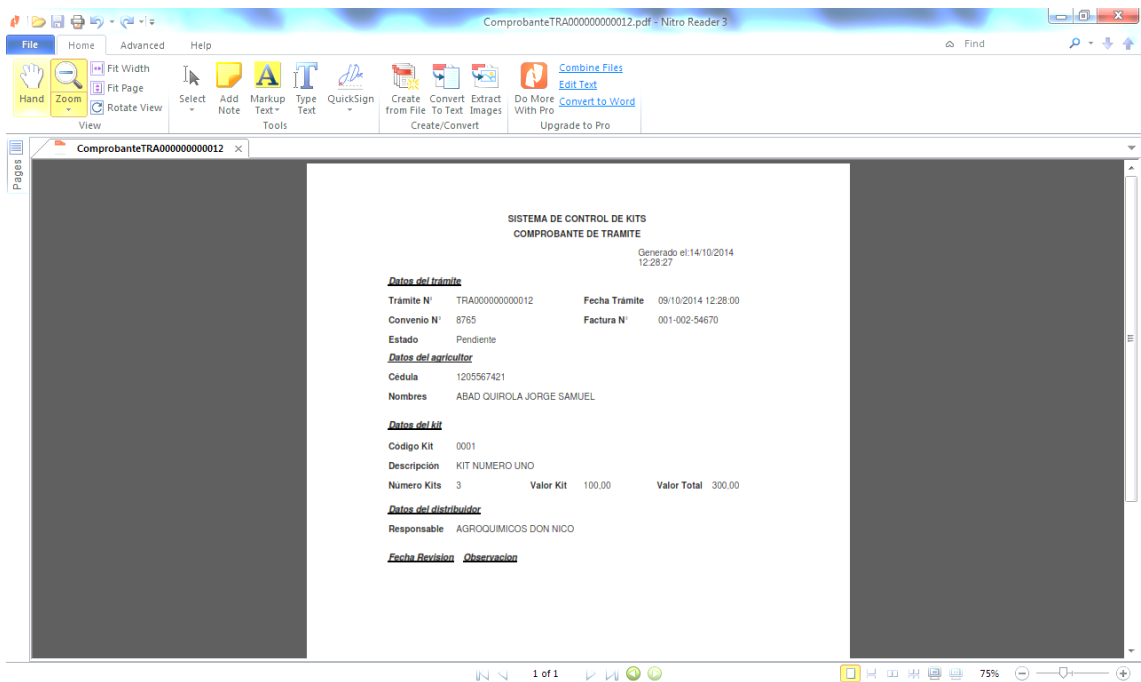 ComprobanteTRA000000000012.pdf - Nitro Reader 3
File Home Advanced Help Find
Hand Zoom Fit Width Fit Page Rotate View
View
Select Add Note Markup Text Type Text QuickSign
Tools
Create from File Convert To Text Extract Images
Create/Convert
Do More With Pro Combine Files Edit Text Convert to Word
Upgrade to Pro
Pages
ComprobanteTRA000000000012
SISTEMA DE CONTROL DE KITS
COMPROBANTE DE TRAMITE
Generado el:14/10/2014
12:28:27
Datos del trámite
Trámite N° TRA000000000012 Fecha Trámite 09/10/2014 12:28:00
Convenio N° 8765 Factura N° 001-002-54670
Estado Pendiente
Datos del agricultor
Cédula 1205567421
Nombres ABAD QUIROLA JORGE SAMUEL
Datos del kit
Código Kit 0001
Descripción KIT NUMERO UNO
Número Kits 3 Valor Kit 100,00 Valor Total 300,00
Datos del distribuidor
Responsable AGROQUIMICOS DON NICO
Fecha Revision Observacion
1 of 1
75%